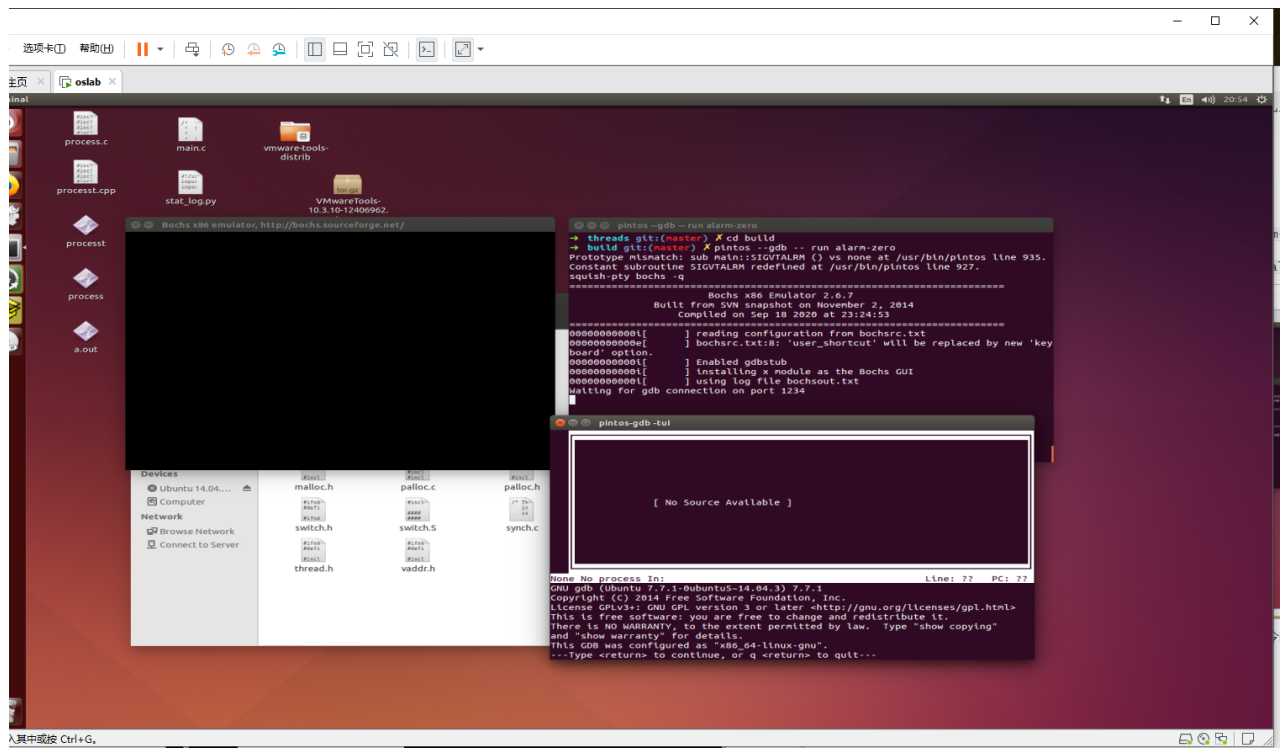 选项卡(T) 帮助(H)
主页 oslab
inal En 20:54
process.c
main.c
vmware-tools-
distrib
processt.cpp
stat_log.py
tar.gz
VMwareTools-
10.3.10-12406962.
processt
process
a.out
Bochs x86 emulator, http://bochs.sourceforge.net/
pintos --gdb -- run alarm-zero
→ threads git:(master) ✗ cd build
→ build git:(master) ✗ pintos --gdb -- run alarm-zero
Prototype mismatch: sub main::SIGVTALRM () vs none at /usr/bin/pintos line 935.
Constant subroutine SIGVTALRM redefined at /usr/bin/pintos line 927.
squish-pty bochs -q
========================================================================
Bochs x86 Emulator 2.6.7
Built from SVN snapshot on November 2, 2014
Compiled on Sep 18 2020 at 23:24:53
========================================================================
00000000000i[ ] reading configuration from bochsrc.txt
00000000000e[ ] bochsrc.txt:8: 'user_shortcut' will be replaced by new 'key
board' option.
00000000000i[ ] Enabled gdbstub
00000000000i[ ] installing x module as the Bochs GUI
00000000000i[ ] using log file bochsout.txt
Waiting for gdb connection on port 1234
pintos-gdb -tui
[ No Source Available ]
None No process In: Line: ?? PC: ??
GNU gdb (Ubuntu 7.7.1-0ubuntu5~14.04.3) 7.7.1
Copyright (C) 2014 Free Software Foundation, Inc.
License GPLv3+: GNU GPL version 3 or later <http://gnu.org/licenses/gpl.html>
This is free software: you are free to change and redistribute it.
There is NO WARRANTY, to the extent permitted by law. Type "show copying"
and "show warranty" for details.
This GDB was configured as "x86_64-linux-gnu".
---Type <return> to continue, or q <return> to quit---
Devices
Ubuntu 14.04....
Computer
Network
Browse Network
Connect to Server
malloc.h palloc.c palloc.h
switch.h switch.S synch.c
thread.h vaddr.h
入其中或按 Ctrl+G。